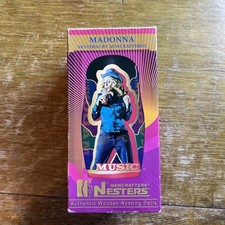 MADONNA
NESTERS® BY NEWCRAFTERS®
MUSIC
NEWCRAFTERS'
NESTERS
Authentic Wooden Nesting Dolls